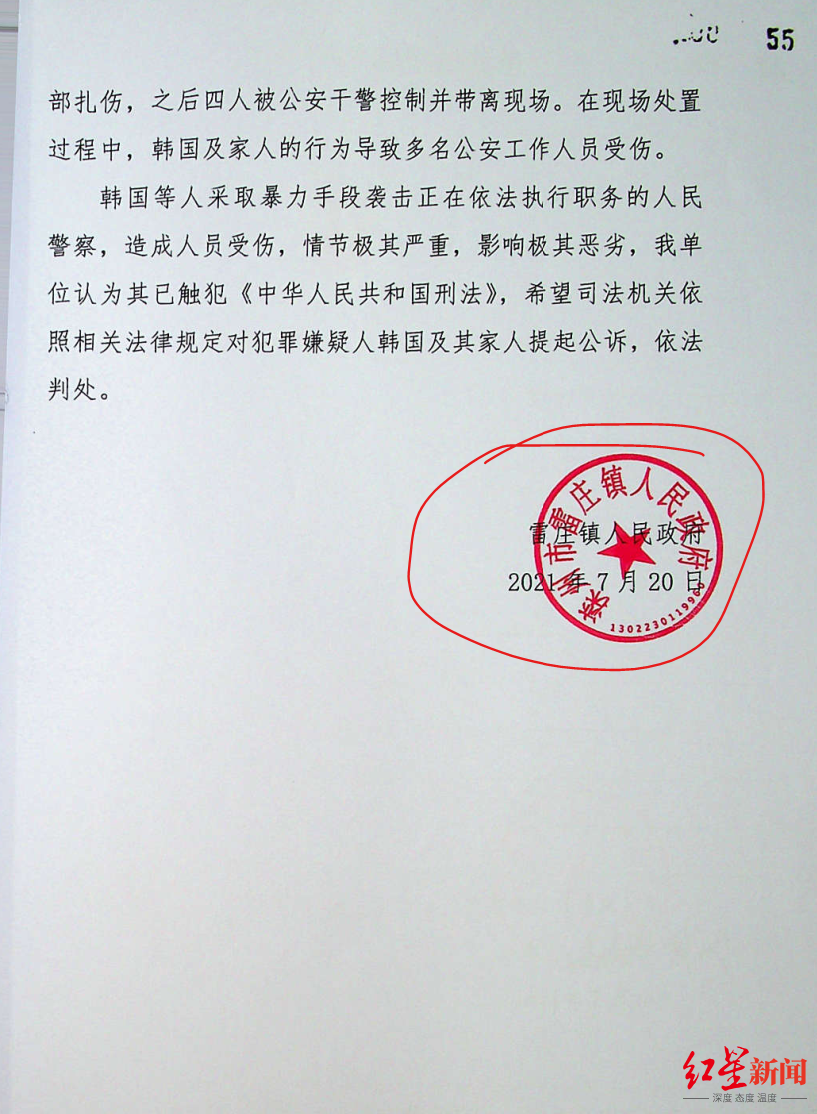 55
部扎伤，之后四人被公安干警控制并带离现场。在现场处置
过程中，韩国及家人的行为导致多名公安工作人员受伤。
韩国等人采取暴力手段袭击正在依法执行职务的人民
警察，造成人员受伤，情节极其严重，影响极其恶劣，我单
位认为其已触犯《中华人民共和国刑法》，希望司法机关依
照相关法律规定对犯罪嫌疑人韩国及其家人提起公诉，依法
判处。
雷庄镇人民政府
2021年7月20日
滦州市雷庄镇人民政府
1302230119966
红星新闻
深度 态度 温度